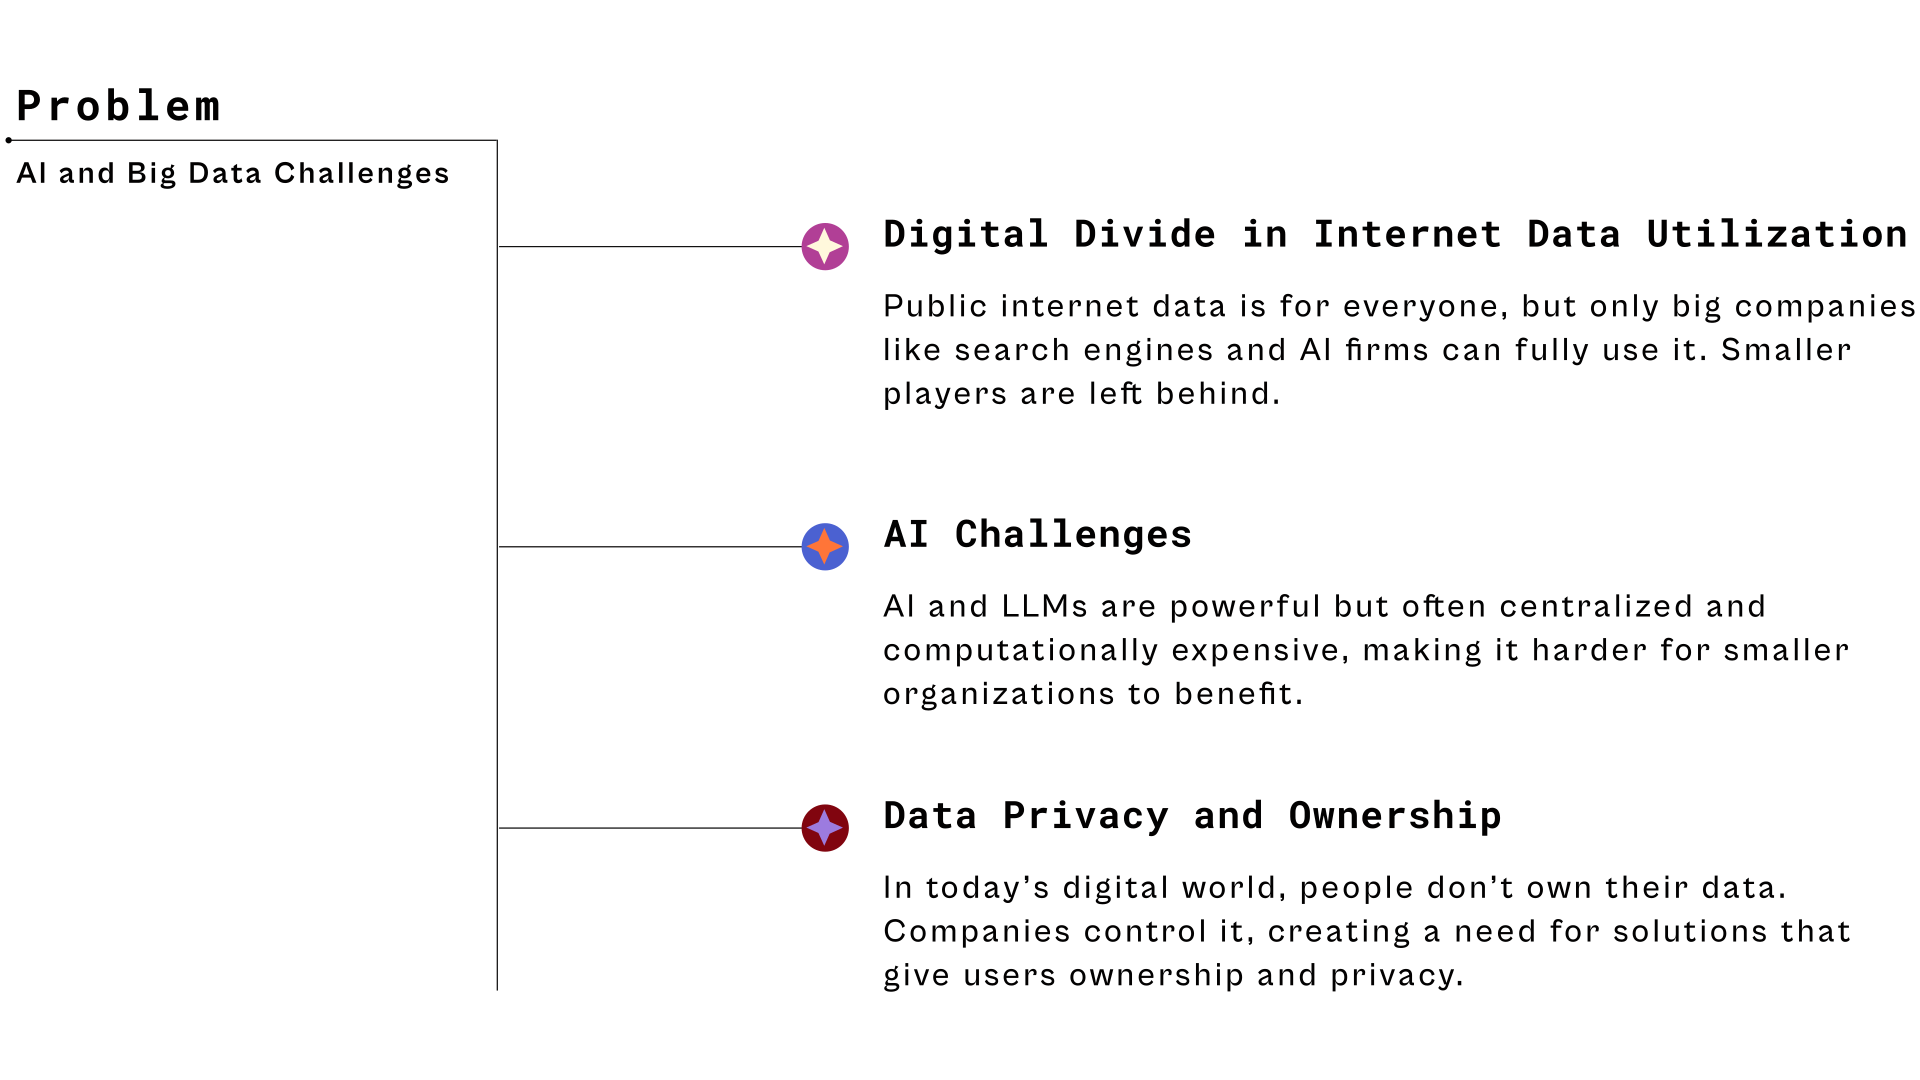 Problem
AI and Big Data Challenges
Digital Divide in Internet Data Utilization
Public internet data is for everyone, but only big companies
like search engines and AI firms can fully use it. Smaller
players are left behind.
AI Challenges
AI and LLMs are powerful but often centralized and
computationally expensive, making it harder for smaller
organizations to benefit.
Data Privacy and Ownership
In today’s digital world, people don’t own their data.
Companies control it, creating a need for solutions that
give users ownership and privacy.